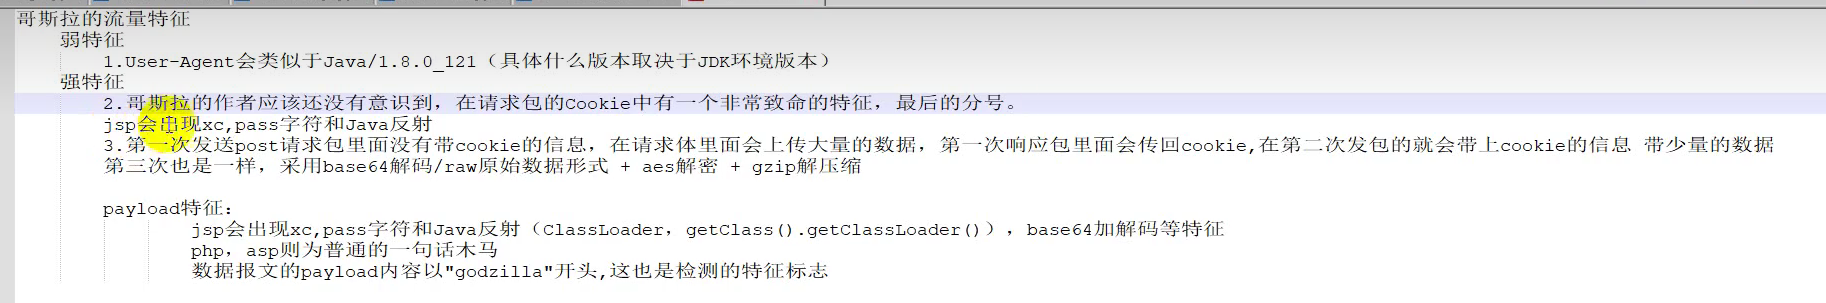 哥斯拉的流量特征
弱特征
1.User-Agent会类似于Java/1.8.0_121（具体什么版本取决于JDK环境版本）
强特征
2.哥斯拉的作者应该还没有意识到，在请求包的Cookie中有一个非常致命的特征，最后的分号。
jsp会出现xc,pass字符和Java反射
3.第一次发送post请求包里面没有带cookie的信息，在请求体里面会上传大量的数据，第一次响应包里面会传回cookie,在第二次发包的就会带上cookie的信息 带少量的数据
第三次也是一样，采用base64解码/raw原始数据形式 + aes解密 + gzip解压缩
payload特征：
jsp会出现xc,pass字符和Java反射（ClassLoader，getClass().getClassLoader()），base64加解码等特征
php，asp则为普通的一句话木马
数据报文的payload内容以"godzilla"开头,这也是检测的特征标志